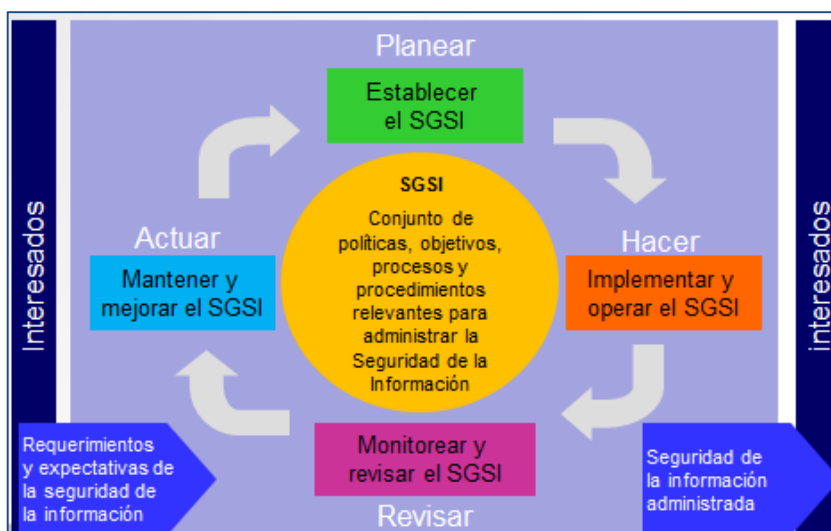 Planear
Establecer
el SGSI
SGSI
Conjunto de
políticas, objetivos,
procesos y
procedimientos
relevantes para
administrar la
Seguridad de la
Información
Actuar
Mantener y
mejorar el SGSI
Hacer
Implementar y
operar el SGSI
Monitorear y
revisar el SGSI
Revisar
Interesados
interesados
Requerimientos
y expectativas de
la seguridad de
la información
Seguridad de
la información
administrada